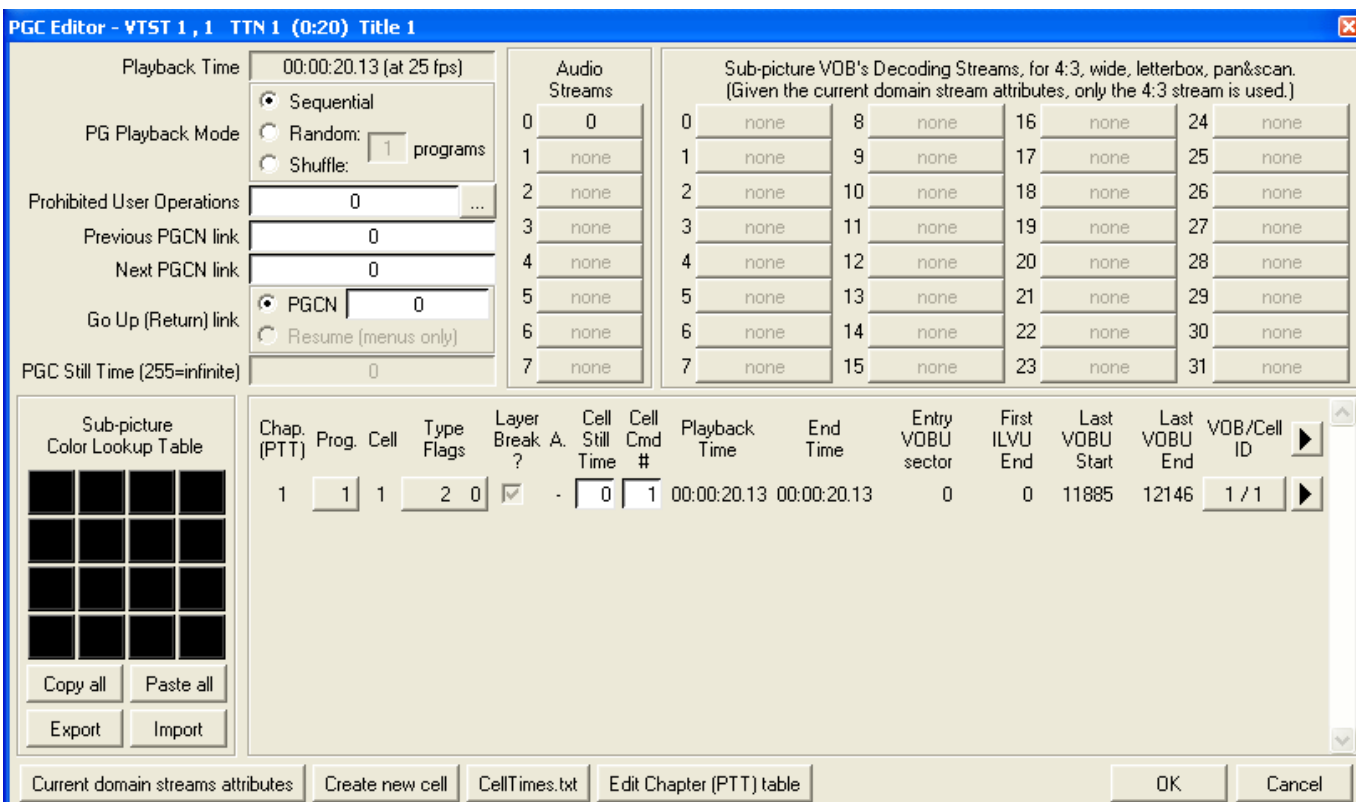 PGC Editor - VTST 1 , 1 TTN 1 (0:20) Title 1
Playback Time 00:00:20.13 (at 25 fps)
PG Playback Mode
Sequential
Random:
Shuffle:
1 programs
Prohibited User Operations 0 ...
Previous PGCN link 0
Next PGCN link 0
Go Up (Return) link
PGCN 0
Resume (menus only)
PGC Still Time (255=infinite) 0
Audio
Streams
0 0
1 none
2 none
3 none
4 none
5 none
6 none
7 none
Sub-picture VOB's Decoding Streams, for 4:3, wide, letterbox, pan&scan.
(Given the current domain stream attributes, only the 4:3 stream is used.)
0 none 8 none 16 none 24 none
1 none 9 none 17 none 25 none
2 none 10 none 18 none 26 none
3 none 11 none 19 none 27 none
4 none 12 none 20 none 28 none
5 none 13 none 21 none 29 none
6 none 14 none 22 none 30 none
7 none 15 none 23 none 31 none
Sub-picture
Color Lookup Table
Copy all Paste all
Export Import
Chap. (PTT) Prog. Cell Type Flags Layer Break ? A. Cell Still Time Cell Cmd # Playback Time End Time Entry VOBU sector First ILVU End Last VOBU Start Last VOBU End VOB/Cell ID
1 1 1 2 0 - 0 1 00:00:20.13 00:00:20.13 0 0 11885 12146 1 / 1
Current domain streams attributes Create new cell CellTimes.txt Edit Chapter (PTT) table OK Cancel